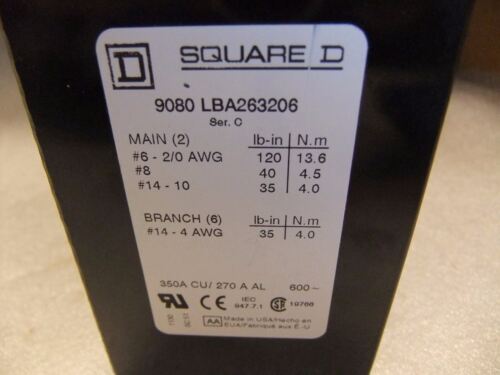 D SQUARE D
9080 LBA263206
Ser. C
MAIN (2) lb-in N.m
#6 - 2/0 AWG 120 13.6
#8 40 4.5
#14 - 10 35 4.0
BRANCH (6) lb-in N.m
#14 - 4 AWG 35 4.0
350A CU/ 270 A AL 600~
IEC
947.7.1
19766
AA Made in USA/Hecho en
EUA/Fabriqué aux É.-U